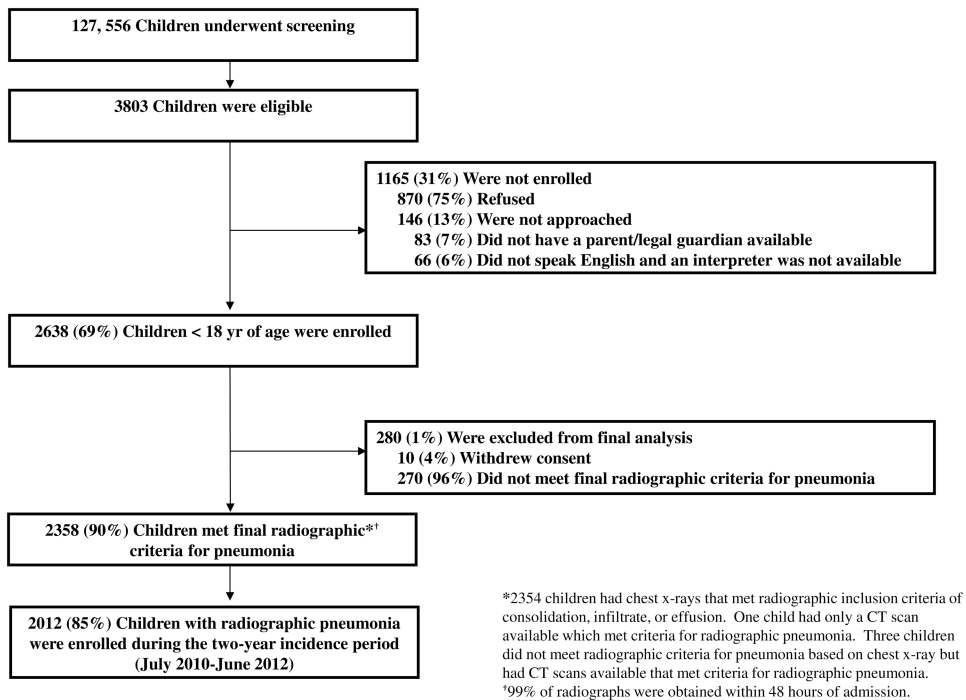 127, 556 Children underwent screening
3803 Children were eligible
1165 (31%) Were not enrolled
870 (75%) Refused
146 (13%) Were not approached
83 (7%) Did not have a parent/legal guardian available
66 (6%) Did not speak English and an interpreter was not available
2638 (69%) Children < 18 yr of age were enrolled
280 (1%) Were excluded from final analysis
10 (4%) Withdrew consent
270 (96%) Did not meet final radiographic criteria for pneumonia
2358 (90%) Children met final radiographic*†
criteria for pneumonia
2012 (85%) Children with radiographic pneumonia
were enrolled during the two-year incidence period
(July 2010-June 2012)
*2354 children had chest x-rays that met radiographic inclusion criteria of
consolidation, infiltrate, or effusion.  One child had only a CT scan
available which met criteria for radiographic pneumonia.  Three children
did not meet radiographic criteria for pneumonia based on chest x-ray but
had CT scans available that met criteria for radiographic pneumonia.
†99% of radiographs were obtained within 48 hours of admission.